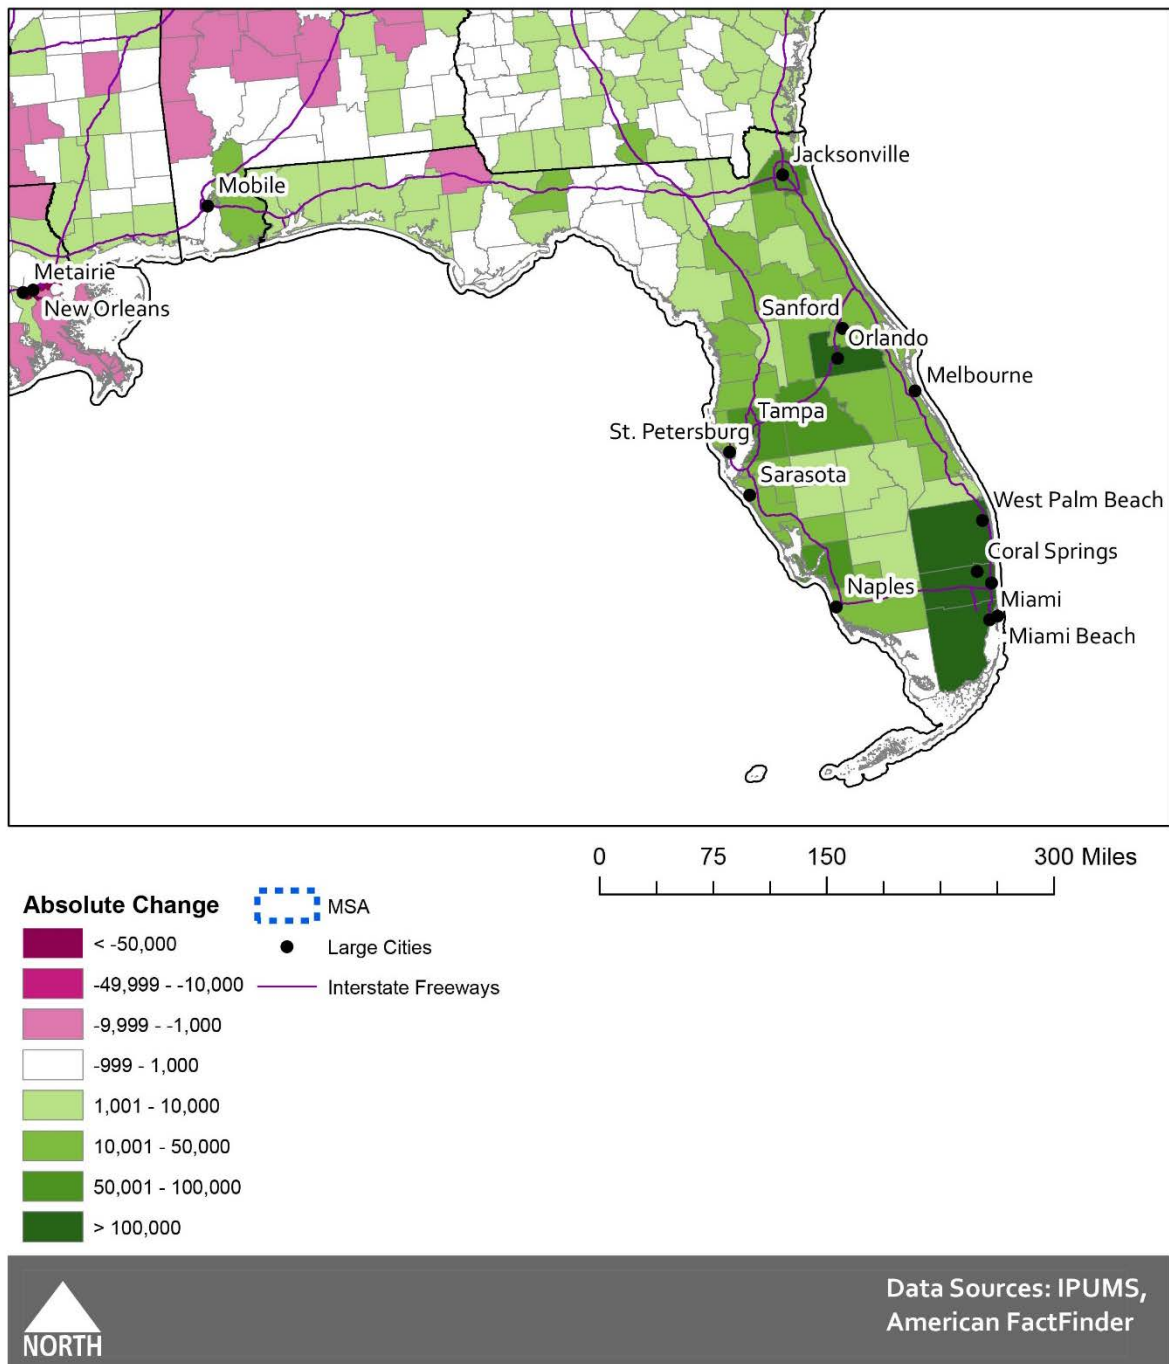 Jacksonville
Mobile
Metairie
New Orleans
Sanford
Orlando
Melbourne
Tampa
St. Petersburg
Sarasota
West Palm Beach
Coral Springs
Naples
Miami
Miami Beach
0 75 150 300 Miles
Absolute Change
< -50,000
-49,999 - -10,000
-9,999 - -1,000
-999 - 1,000
1,001 - 10,000
10,001 - 50,000
50,001 - 100,000
> 100,000
MSA
Large Cities
Interstate Freeways
NORTH
Data Sources: IPUMS,
American FactFinder